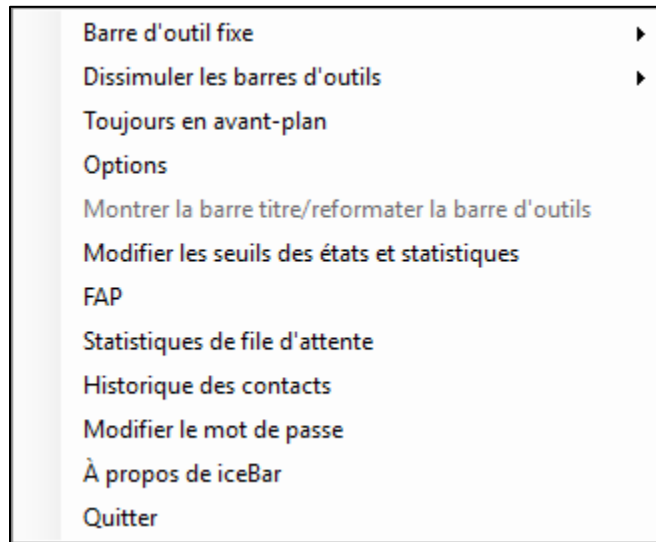 Barre d'outil fixe
Dissimuler les barres d'outils
Toujours en avant-plan
Options
Montrer la barre titre/reformater la barre d'outils
Modifier les seuils des états et statistiques
FAP
Statistiques de file d'attente
Historique des contacts
Modifier le mot de passe
À propos de iceBar
Quitter